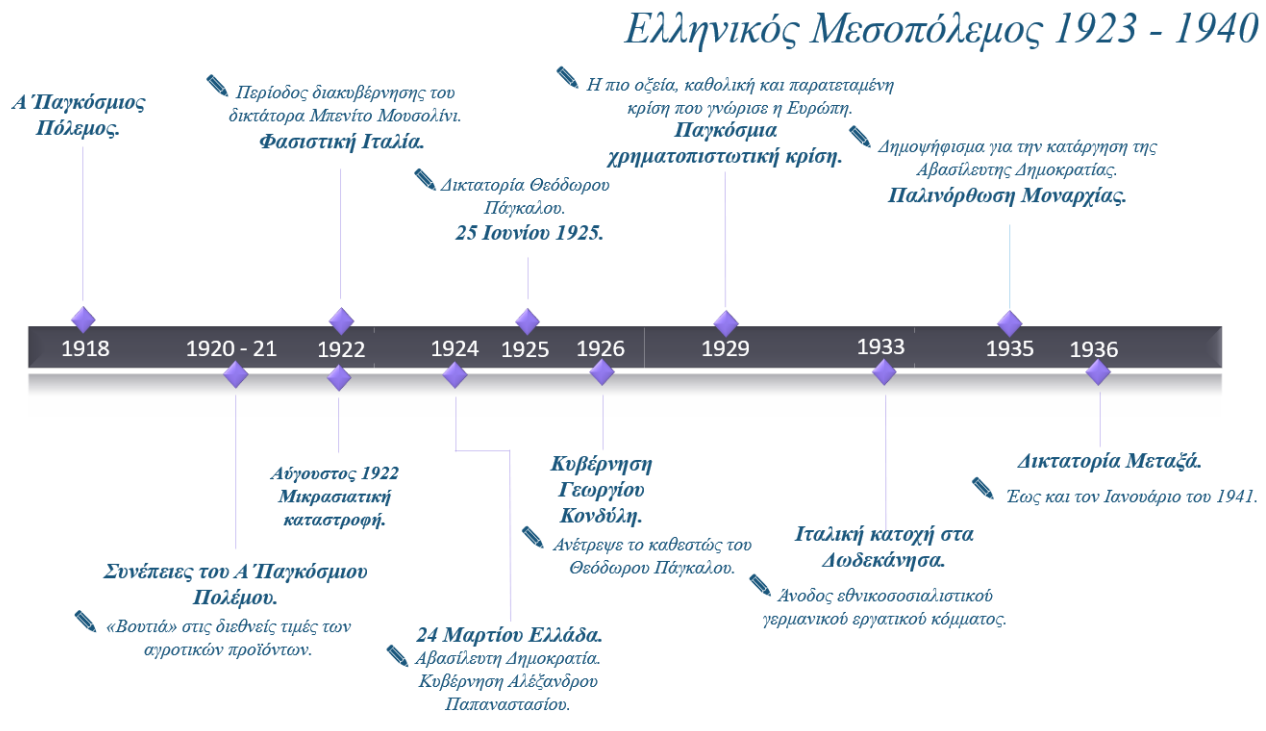 Ελληνικός Μεσοπόλεμος 1923 - 1940
Α΄Παγκόσμιος
Πόλεμος.
Περίοδος διακυβέρνησης του
δικτάτορα Μπενίτο Μουσολίνι.
Φασιστική Ιταλία.
Δικτατορία Θεόδωρου
Πάγκαλου.
25 Ιουνίου 1925.
Η πιο οξεία, καθολική και παρατεταμένη
κρίση που γνώρισε η Ευρώπη.
Παγκόσμια
χρηματοπιστωτική κρίση.
Δημοψήφισμα για την κατάργηση της
Αβασίλευτης Δημοκρατίας.
Παλινόρθωση Μοναρχίας.
1918 1920 - 21 1922 1924 1925 1926 1929 1933 1935 1936
Συνέπειες του Α΄Παγκόσμιου
Πολέμου.
«Βουτιά» στις διεθνείς τιμές των
αγροτικών προϊόντων.
Αύγουστος 1922
Μικρασιατική
καταστροφή.
24 Μαρτίου Ελλάδα.
Αβασίλευτη Δημοκρατία.
Κυβέρνηση Αλέξανδρου
Παπαναστασίου.
Κυβέρνηση
Γεωργίου
Κονδύλη.
Ανέτρεψε το καθεστώς του
Θεόδωρου Πάγκαλου.
Ιταλική κατοχή στα
Δωδεκάνησα.
Άνοδος εθνικοσοσιαλιστικού
γερμανικού εργατικού κόμματος.
Δικτατορία Μεταξά.
Έως και τον Ιανουάριο του 1941.